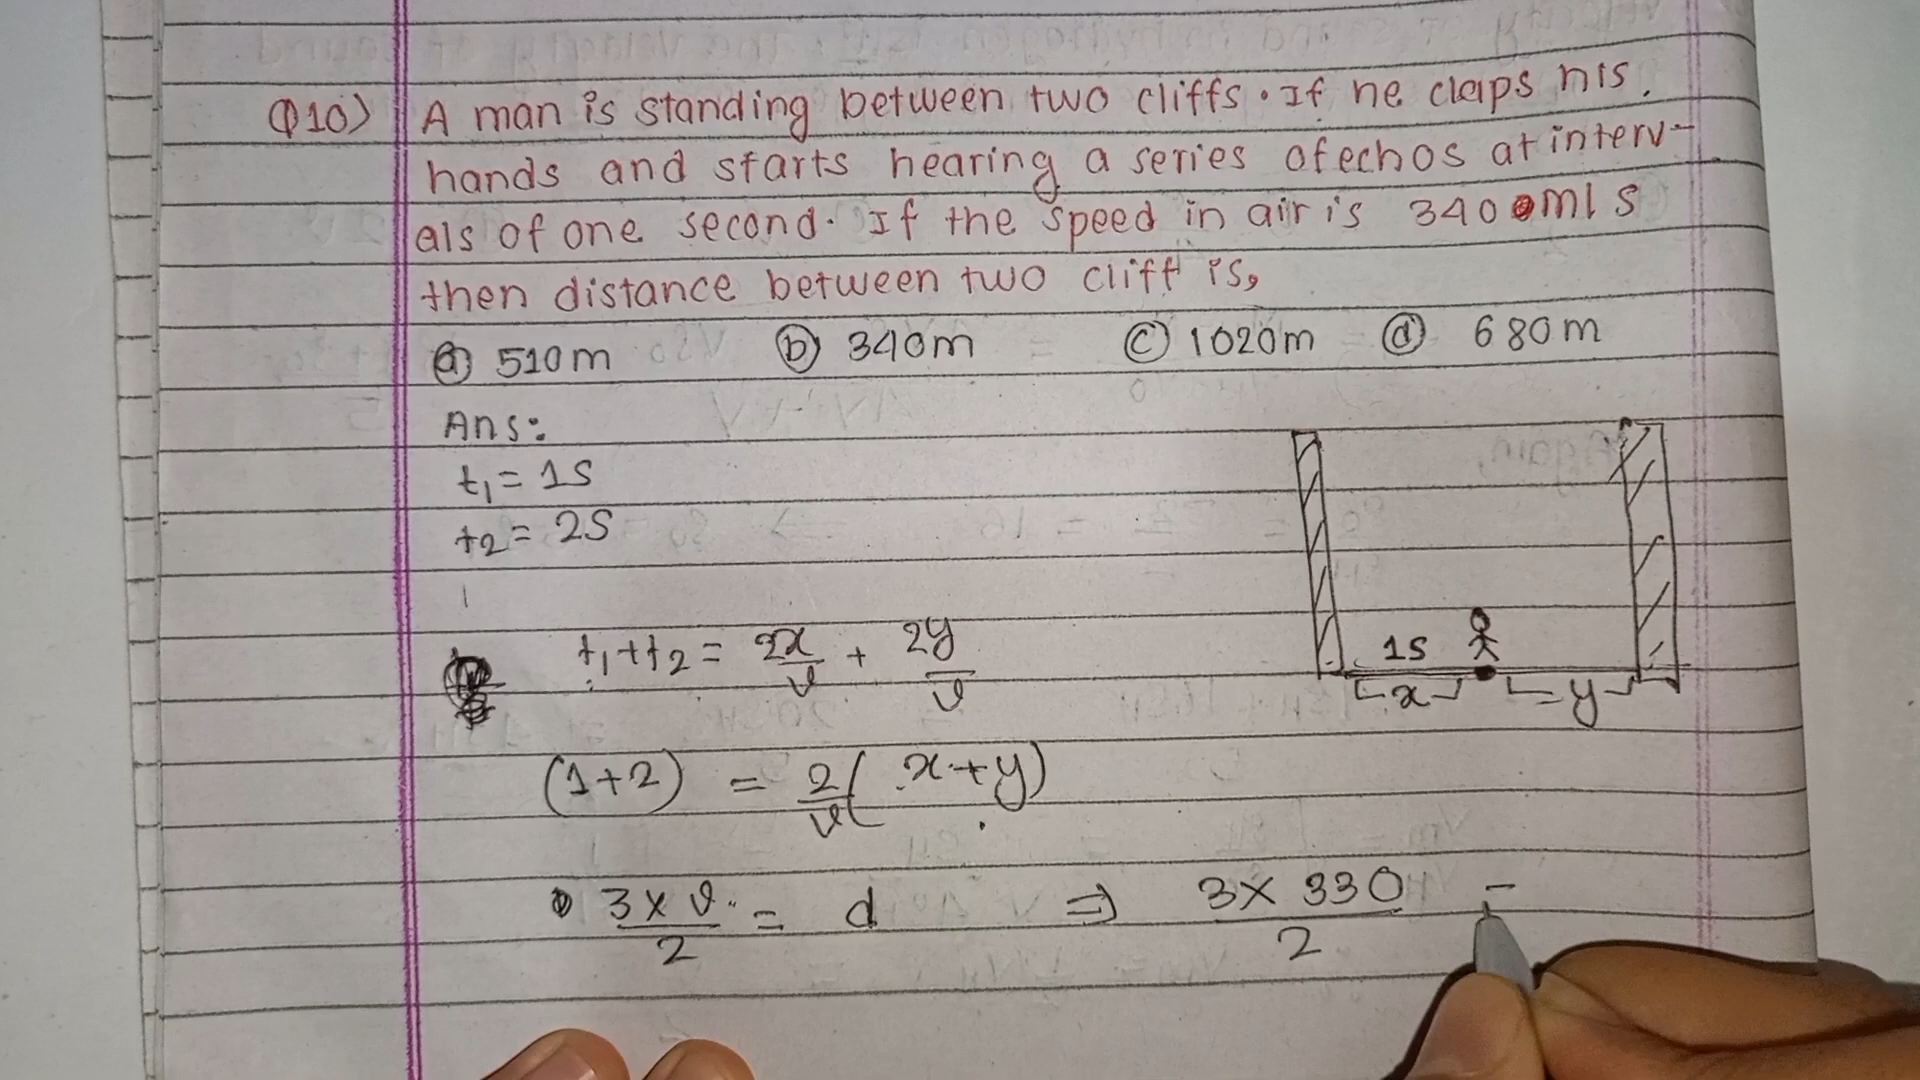 Q10) A man is standing between two cliffs. If he claps his
hands and starts hearing a series of echos at interv-
als of one second. If the speed in air is 340 m/s
then distance between two cliff is,
(a) 510m (b) 340m (c) 1020m (d) 680m
Ans:
t₁ = 1S
t₂ = 2S
t₁+t₂ = 2x/v + 2y/v
1S
x y
(1+2) = 2/v (x+y)
3×v/2 = d ⇒ 3×330/2 =